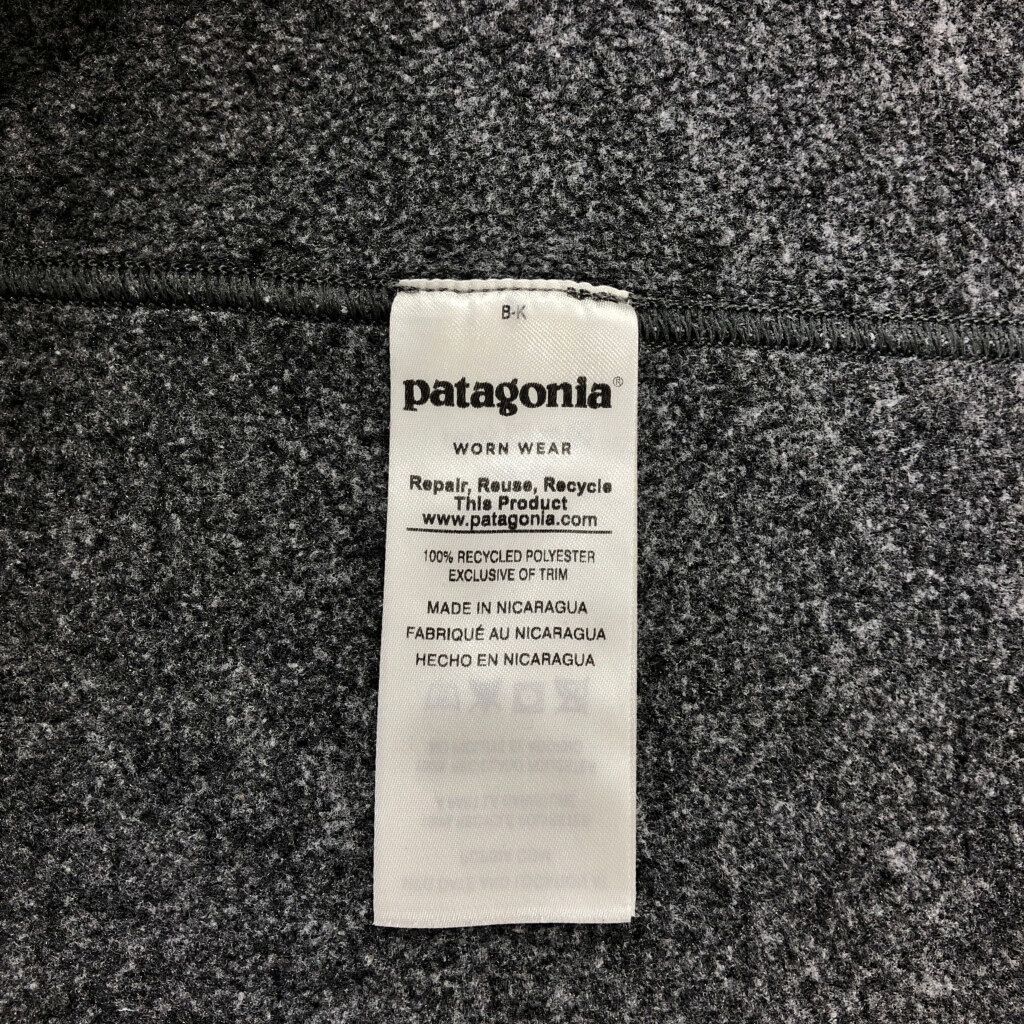 B-K
patagonia®
WORN WEAR
Repair, Reuse, Recycle
This Product
www.patagonia.com
100% RECYCLED POLYESTER
EXCLUSIVE OF TRIM
MADE IN NICARAGUA
FABRIQUÉ AU NICARAGUA
HECHO EN NICARAGUA